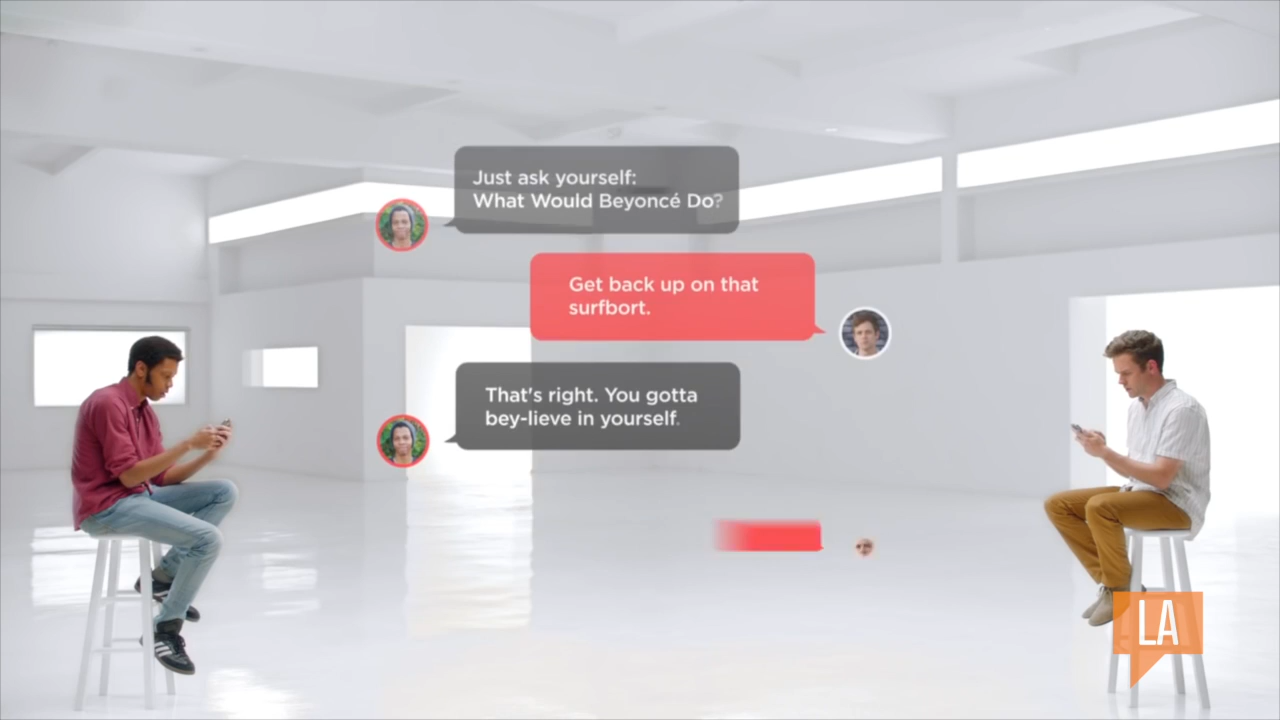 Just ask yourself:
What Would Beyoncé Do?
Get back up on that
surfbort.
That's right. You gotta
bey-lieve in yourself.
LA